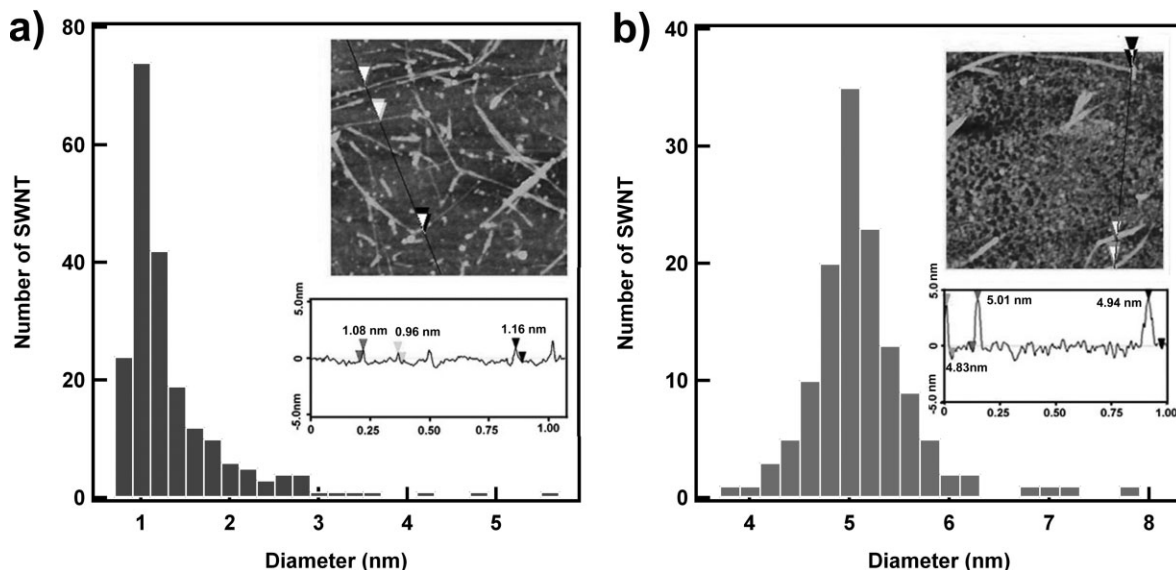 a)
80
60
40
20
0
Number of SWNT
1 2 3 4 5
Diameter (nm)
5.0nm
0
-5.0nm
1.08 nm
0.96 nm
1.16 nm
0 0.25 0.50 0.75 1.00
b)
40
30
20
10
0
Number of SWNT
4 5 6 7 8
Diameter (nm)
5.0nm
0
-5.0nm
5.01 nm
4.94 nm
4.83nm
0 0.25 0.50 0.75 1.00